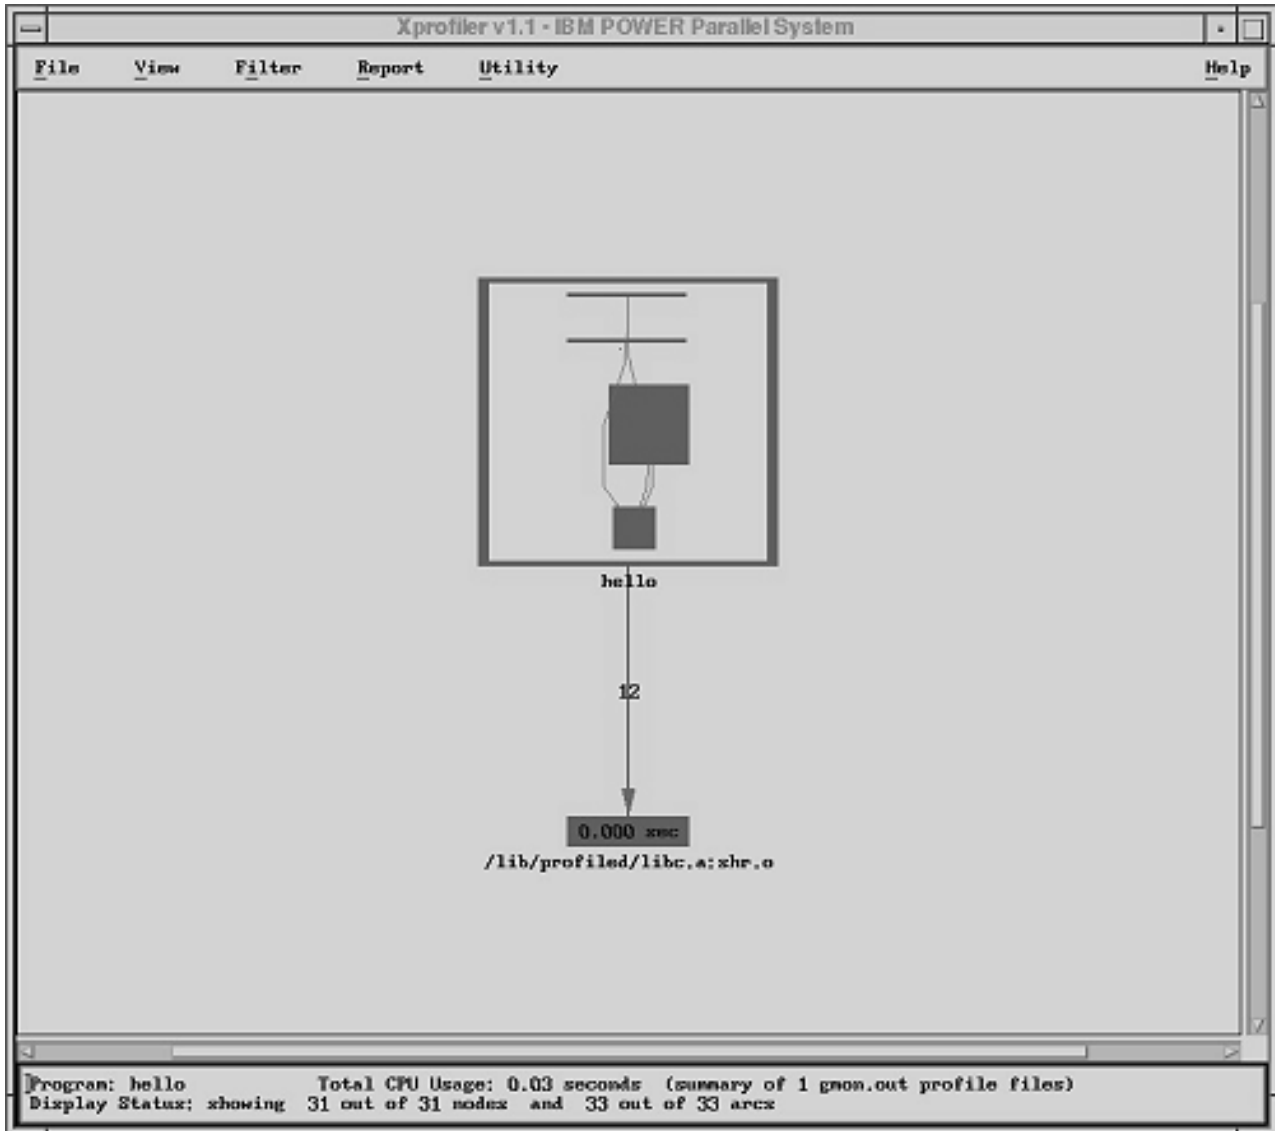 Xprofiler v1.1 - IBM POWER Parallel System
File View Filter Report Utility Help
hello
12
0.000 sec
/lib/profiled/libc.a:shr.o
Program: hello Total CPU Usage: 0.03 seconds (summary of 1 gmon.out profile files)
Display Status: showing 31 out of 31 nodes and 33 out of 33 arcs